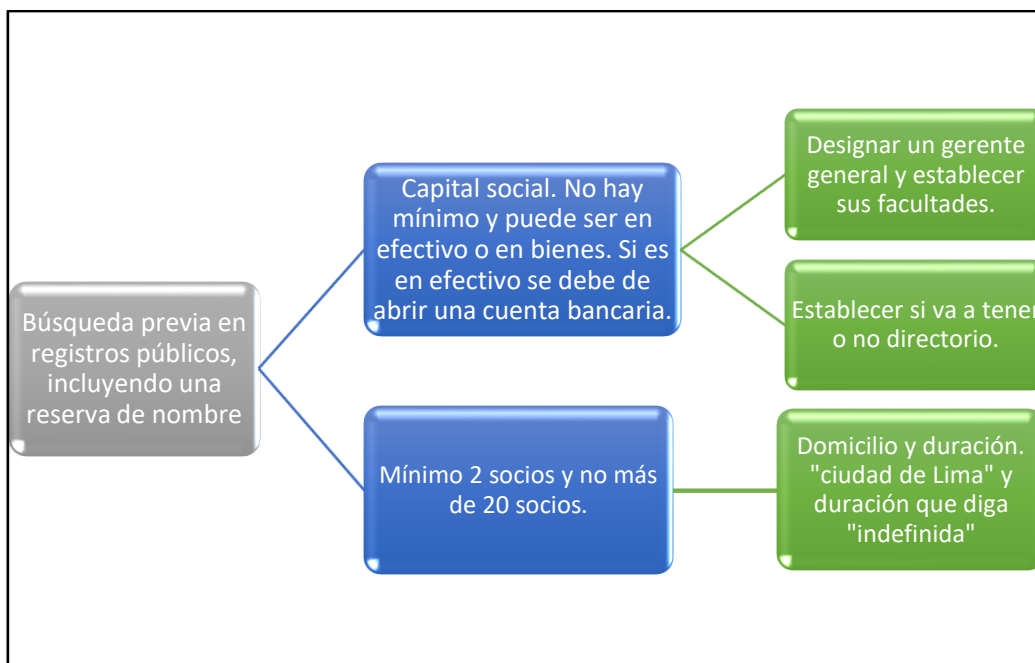 Búsqueda previa en
registros públicos,
incluyendo una
reserva de nombre
Capital social. No hay
mínimo y puede ser en
efectivo o en bienes. Si es
en efectivo se debe de
abrir una cuenta bancaria.
Mínimo 2 socios y no más
de 20 socios.
Designar un gerente
general y establecer
sus facultades.
Establecer si va a tener
o no directorio.
Domicilio y duración.
"ciudad de Lima" y
duración que diga
"indefinida"